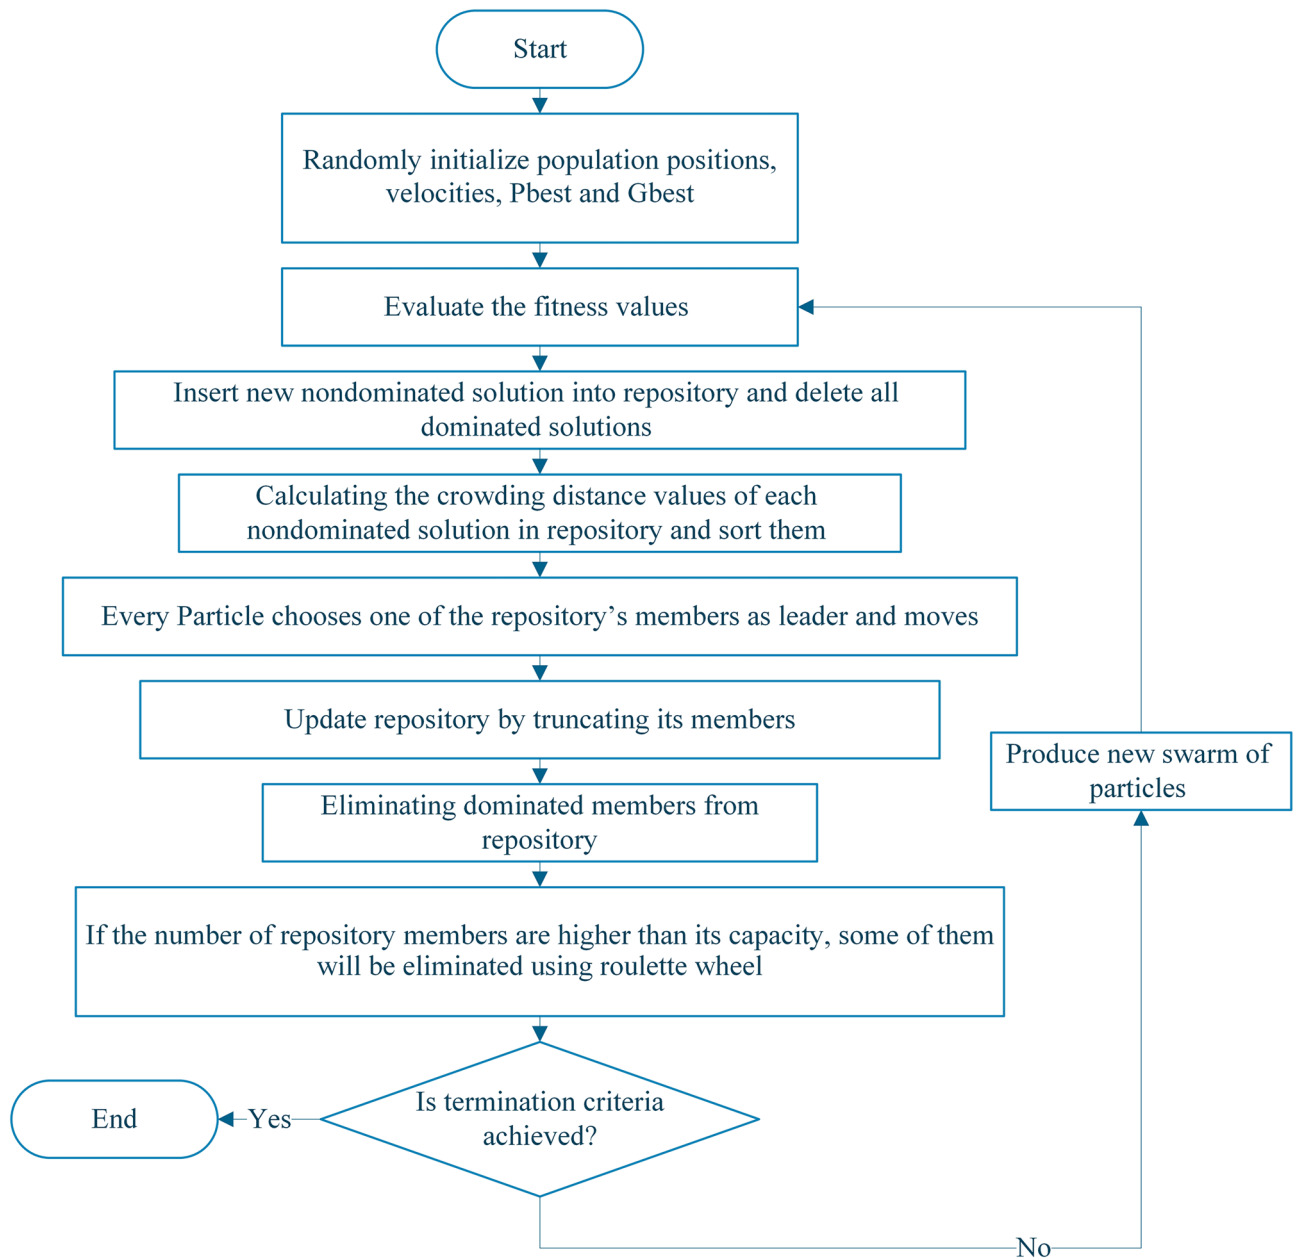 Start
Randomly initialize population positions,
velocities, Pbest and Gbest
Evaluate the fitness values
Insert new nondominated solution into repository and delete all
dominated solutions
Calculating the crowding distance values of each
nondominated solution in repository and sort them
Every Particle chooses one of the repository’s members as leader and moves
Update repository by truncating its members
Produce new swarm of
particles
Eliminating dominated members from
repository
If the number of repository members are higher than its capacity, some of them
will be eliminated using roulette wheel
Is termination criteria
achieved?
Yes
End
No